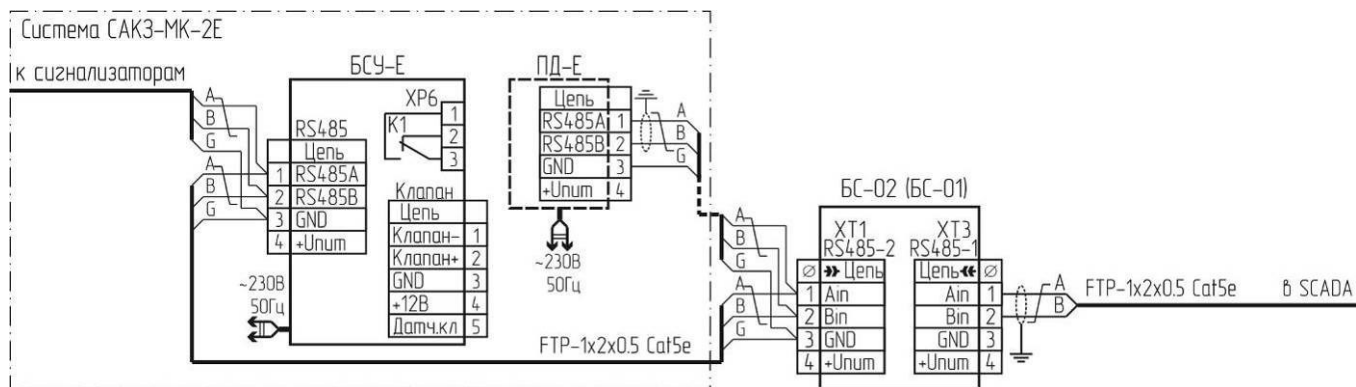 Система САКЗ-МК-2Е
к сигнализаторам
A
B
G
A
B
G
БСУ-Е
RS485
Цепь
1 RS485A
2 RS485B
3 GND
4 +Uпит
XP6
K1
1
2
3
Клапан
Цепь
Клапан- 1
Клапан+ 2
GND 3
+12В 4
Датч.кл 5
~230В
50Гц
ПД-Е
Цепь
RS485A 1
RS485B 2
GND 3
+Uпит 4
A
B
G
~230В
50Гц
FTP-1x2x0.5 Cat5e
A
B
G
A
B
G
БС-02 (БС-01)
XT1
RS485-2
∅ Цепь
1 Ain
2 Bin
3 GND
4 +Uпит
XT3
RS485-1
Цепь ∅
Ain 1
Bin 2
GND 3
+Uпит 4
A
B
FTP-1x2x0.5 Cat5e
в SCADA